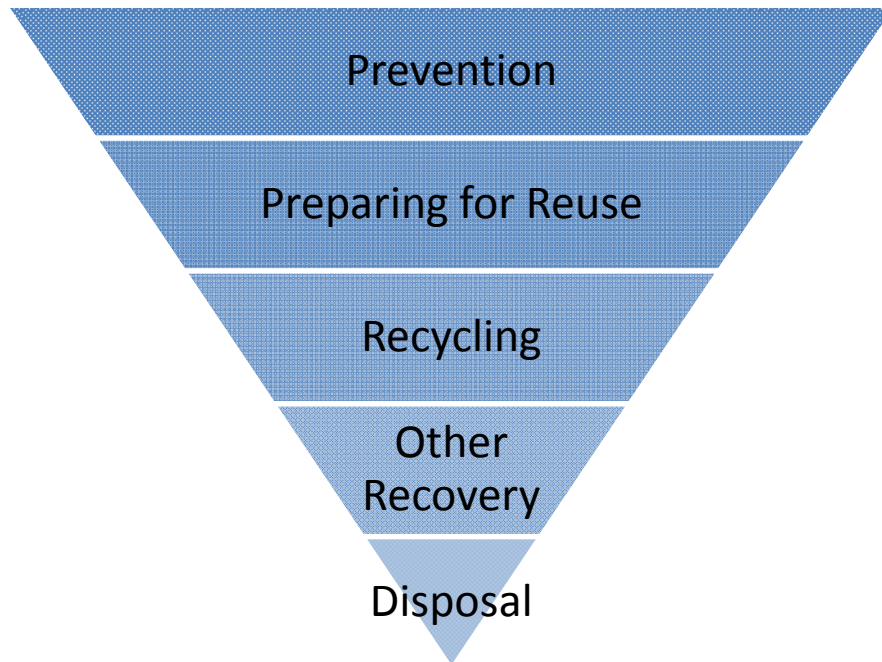 Prevention
Preparing for Reuse
Recycling
Other
Recovery
Disposal